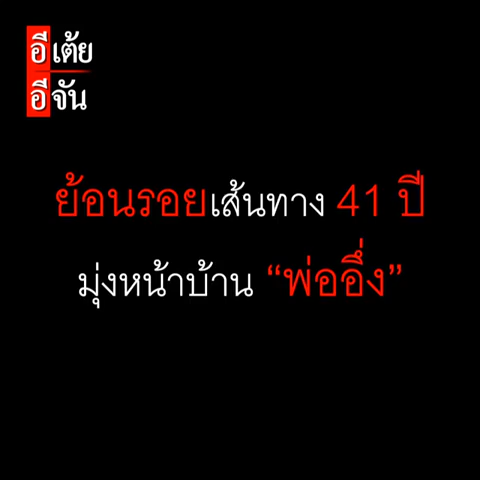 อีเต้ย
อีจัน
ย้อนรอยเส้นทาง 41 ปี
มุ่งหน้าบ้าน “พ่ออึ่ง”